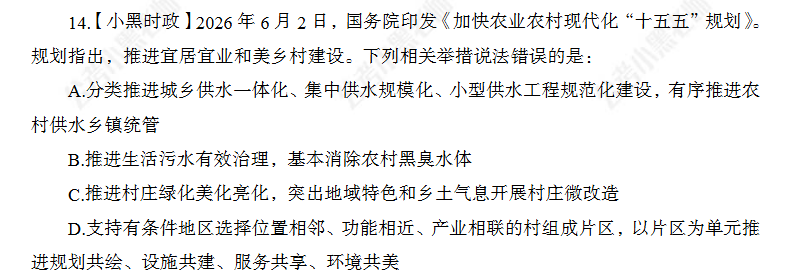 14.【小黑时政】2026 年 6 月 2 日，国务院印发《加快农业农村现代化“十五五”规划》。
规划指出，推进宜居宜业和美乡村建设。下列相关举措说法错误的是：
A.分类推进城乡供水一体化、集中供水规模化、小型供水工程规范化建设，有序推进农
村供水乡镇统管
B.推进生活污水有效治理，基本消除农村黑臭水体
C.推进村庄绿化美化亮化，突出地域特色和乡土气息开展村庄微改造
D.支持有条件地区选择位置相邻、功能相近、产业相联的村组成片区，以片区为单元推
进规划共绘、设施共建、服务共享、环境共美